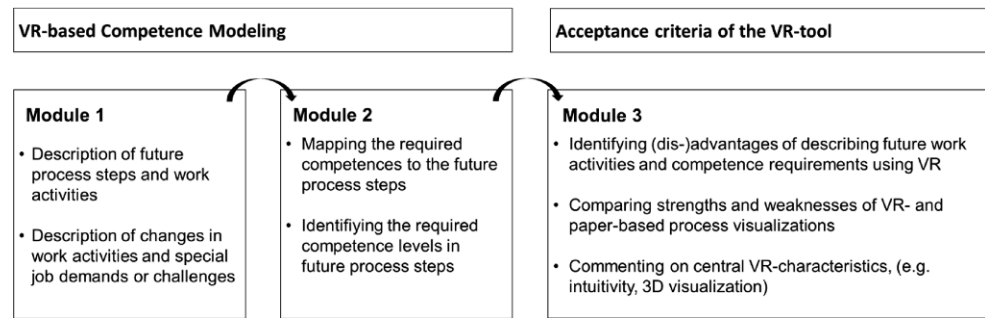 VR-based Competence Modeling
Acceptance criteria of the VR-tool
Module 1
• Description of future
process steps and work
activities
• Description of changes in
work activities and special
job demands or challenges
Module 2
• Mapping the required
competences to the future
process steps
• Identifiying the required
competence levels in
future process steps
Module 3
• Identifying (dis-)advantages of describing future work
activities and competence requirements using VR
• Comparing strengths and weaknesses of VR- and
paper-based process visualizations
• Commenting on central VR-characteristics, (e.g.
intuitivity, 3D visualization)